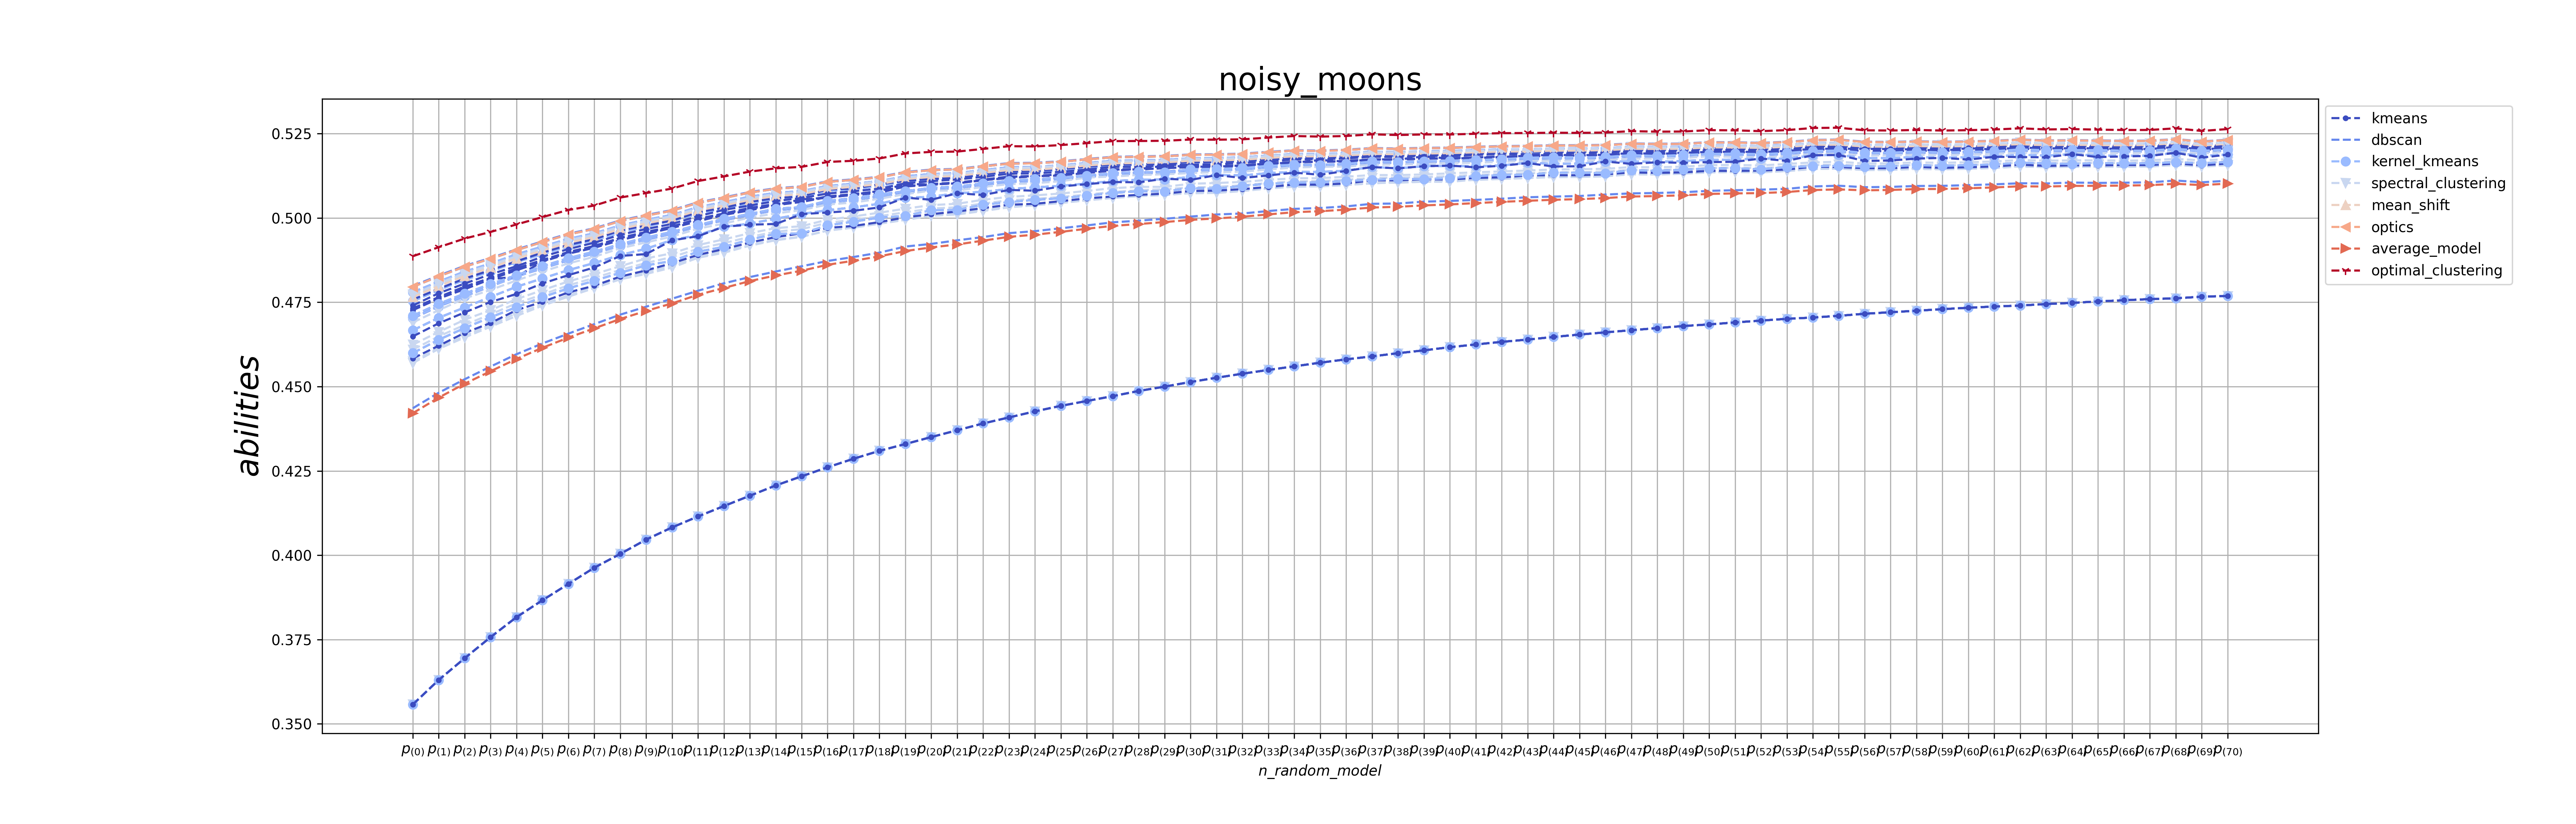 noisy_moons
abilities
0.525
0.500
0.475
0.450
0.425
0.400
0.375
0.350
p(0) p(1) p(2) p(3) p(4) p(5) p(6) p(7) p(8) p(9) p(10) p(11) p(12) p(13) p(14) p(15) p(16) p(17) p(18) p(19) p(20) p(21) p(22) p(23) p(24) p(25) p(26) p(27) p(28) p(29) p(30) p(31) p(32) p(33) p(34) p(35) p(36) p(37) p(38) p(39) p(40) p(41) p(42) p(43) p(44) p(45) p(46) p(47) p(48) p(49) p(50) p(51) p(52) p(53) p(54) p(55) p(56) p(57) p(58) p(59) p(60) p(61) p(62) p(63) p(64) p(65) p(66) p(67) p(68) p(69) p(70)
n_random_model
kmeans
dbscan
kernel_kmeans
spectral_clustering
mean_shift
optics
average_model
optimal_clustering